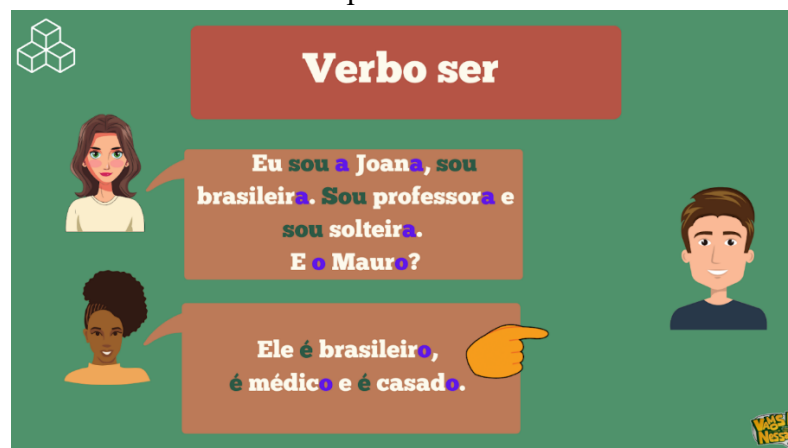 Verbo ser
Eu sou a Joana, sou
brasileira. Sou professora e
sou solteira.
E o Mauro?
Ele é brasileiro,
é médico e é casado.